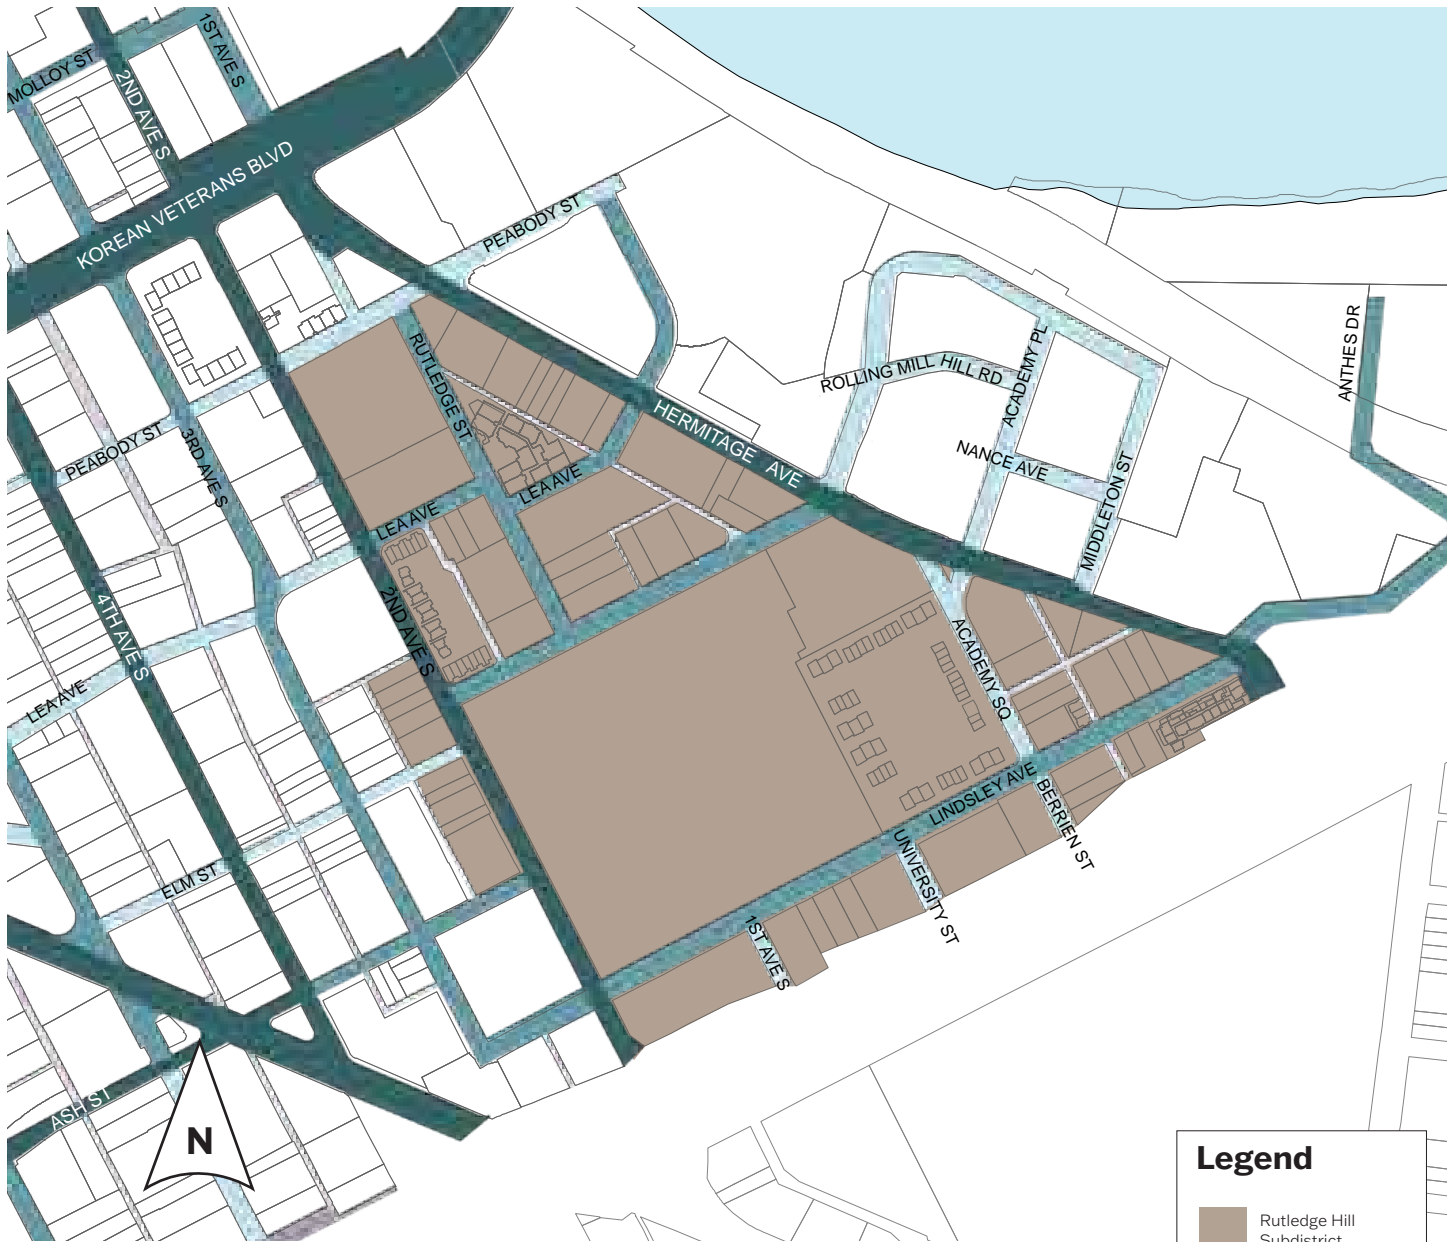 MOLLOY ST
1ST AVE S
2ND AVE S
KOREAN VETERANS BLVD
PEABODY ST
ANTHES DR
ACADEMY PL
ROLLING MILL HILL RD
RUTLEDGE ST
HERMITAGE AVE
NANCE AVE
MIDDLETON ST
PEABODY ST
3RD AVE S
LEA AVE
LEA AVE
2ND AVE S
4TH AVE S
ACADEMY SQ
LEA AVE
LINDSLEY AVE
BERRIEN ST
UNIVERSITY ST
ELM ST
1ST AVE S
ASH ST
N
Legend
Rutledge Hill
Subdistrict